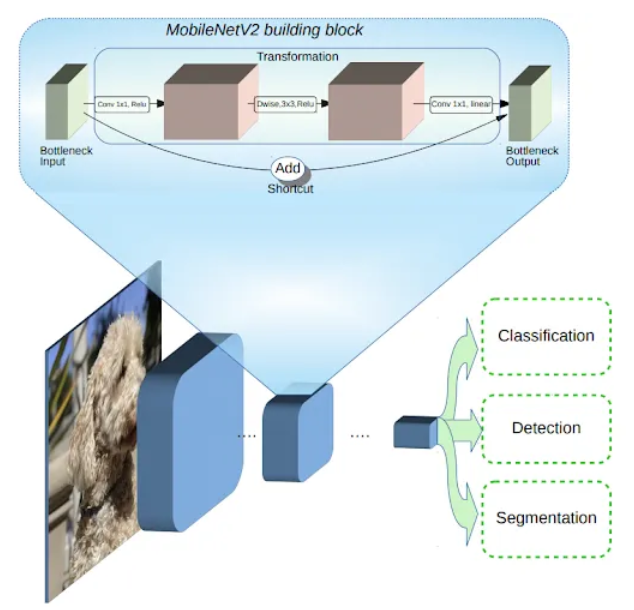 MobileNetV2 building block
Transformation
Conv 1x1, Relu
Dwise,3x3,Relu
Conv 1x1, linear
Bottleneck
Input
Bottleneck
Output
Add
Shortcut
Classification
....
....
Detection
Segmentation